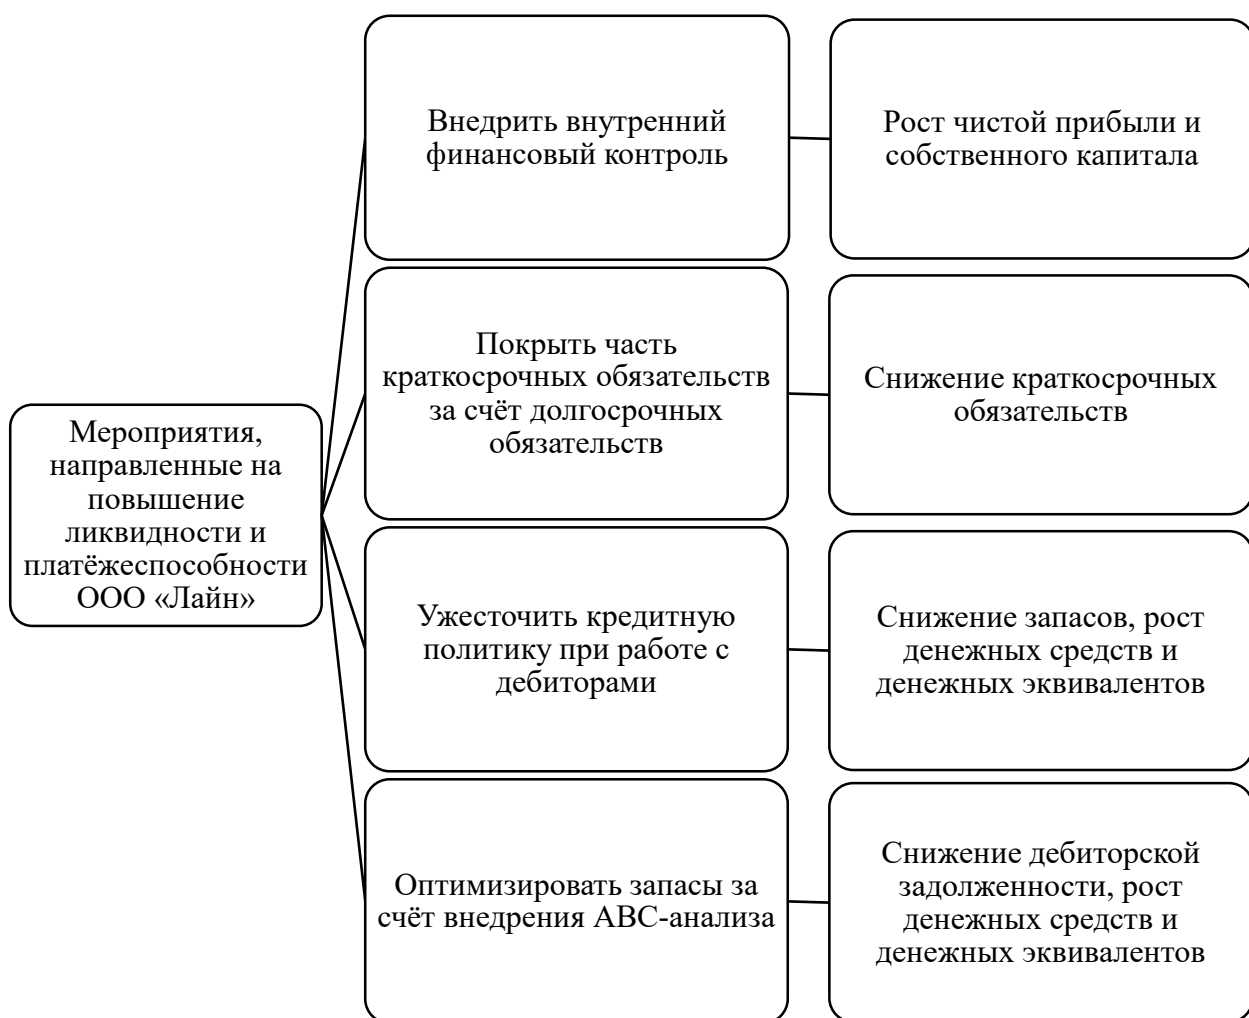 Мероприятия,
направленные на
повышение
ликвидности и
платёжеспособности
ООО «Лайн»
Внедрить внутренний
финансовый контроль
Рост чистой прибыли и
собственного капитала
Покрыть часть
краткосрочных обязательств
за счёт долгосрочных
обязательств
Снижение краткосрочных
обязательств
Ужесточить кредитную
политику при работе с
дебиторами
Снижение запасов, рост
денежных средств и
денежных эквивалентов
Оптимизировать запасы за
счёт внедрения АВС-анализа
Снижение дебиторской
задолженности, рост
денежных средств и
денежных эквивалентов